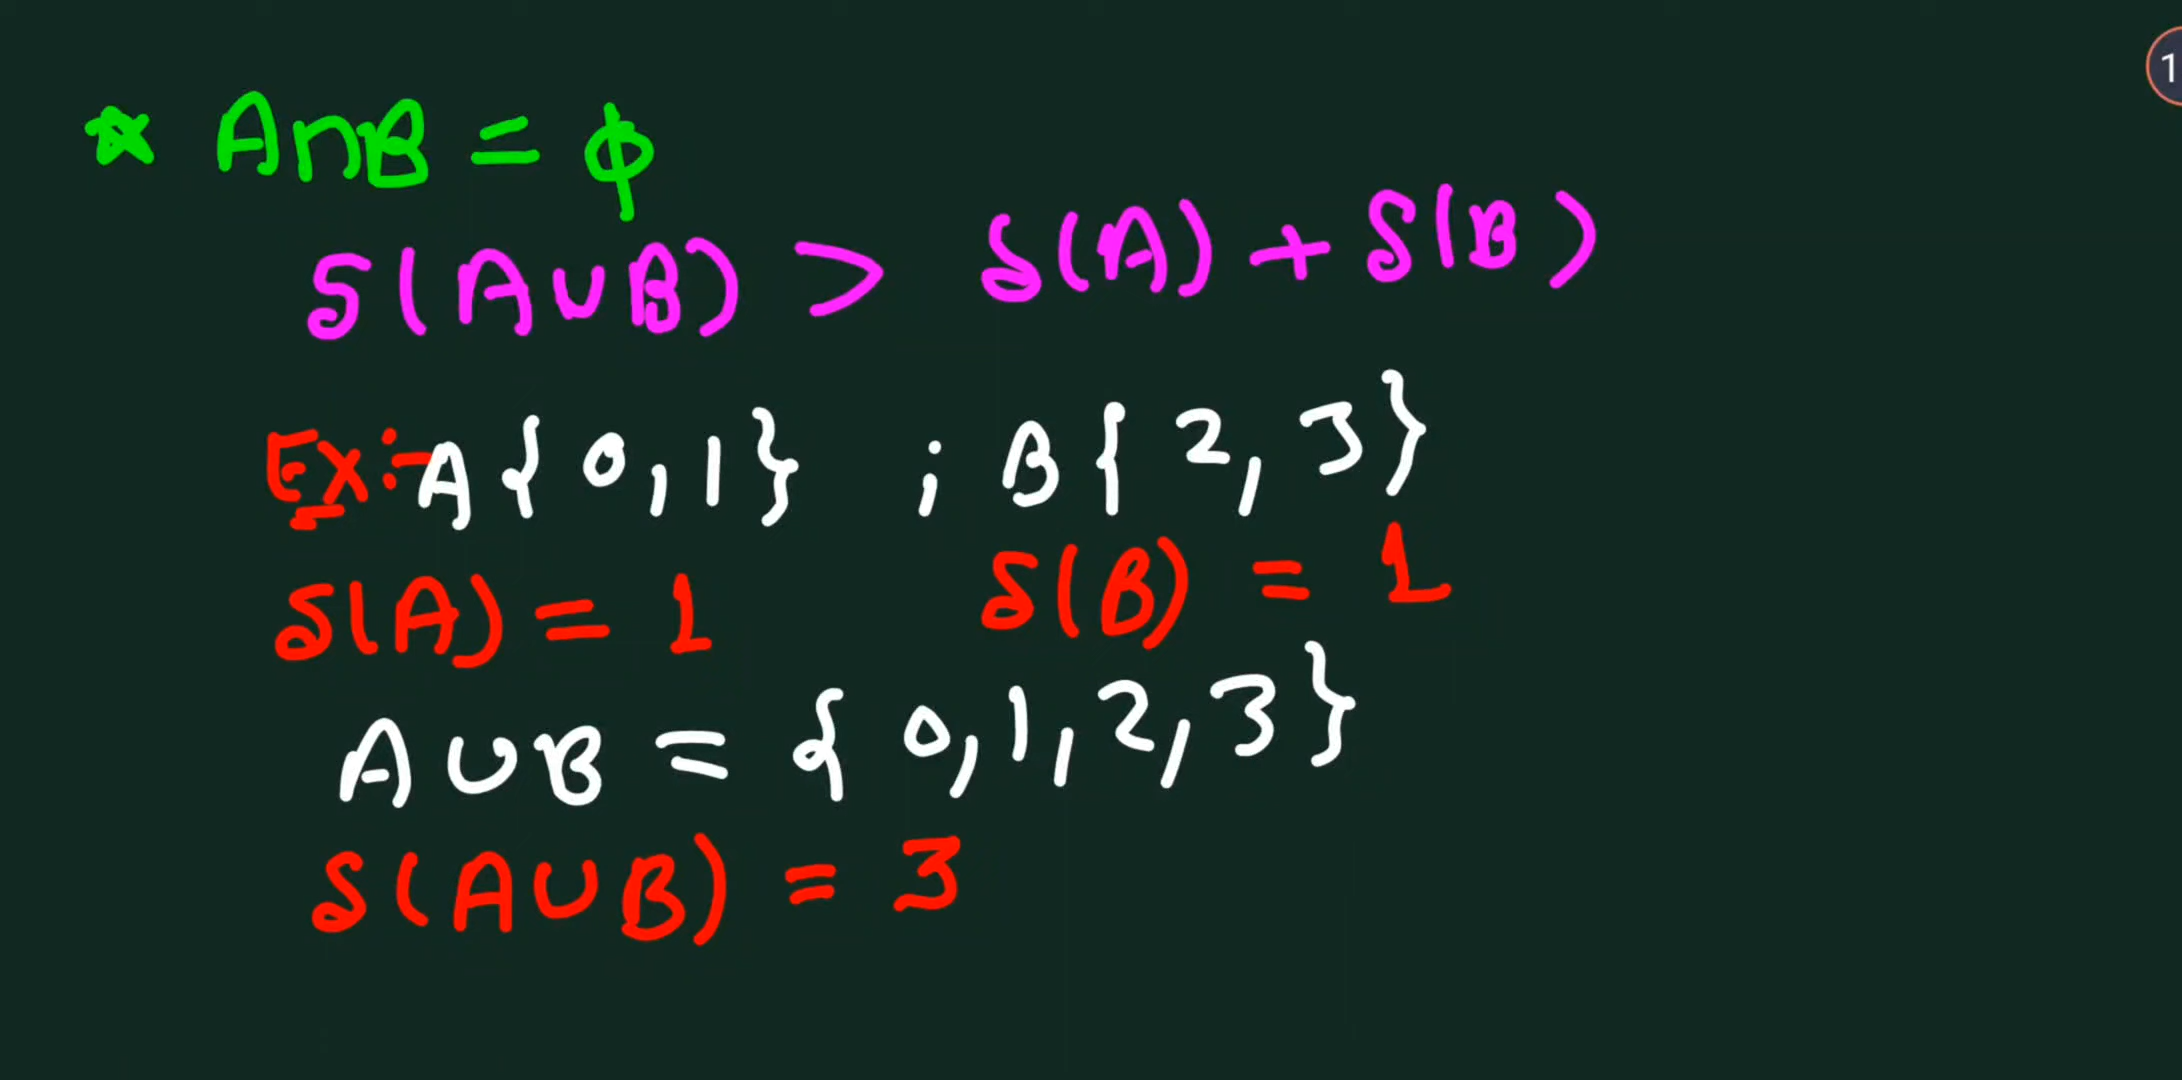 ☆ A∩B = ϕ
δ(A∪B) > δ(A) + δ(B)
Ex:- A{0,1} ; B{2,3}
δ(A) = 1 δ(B) = 1
A∪B = {0,1,2,3}
δ(A∪B) = 3